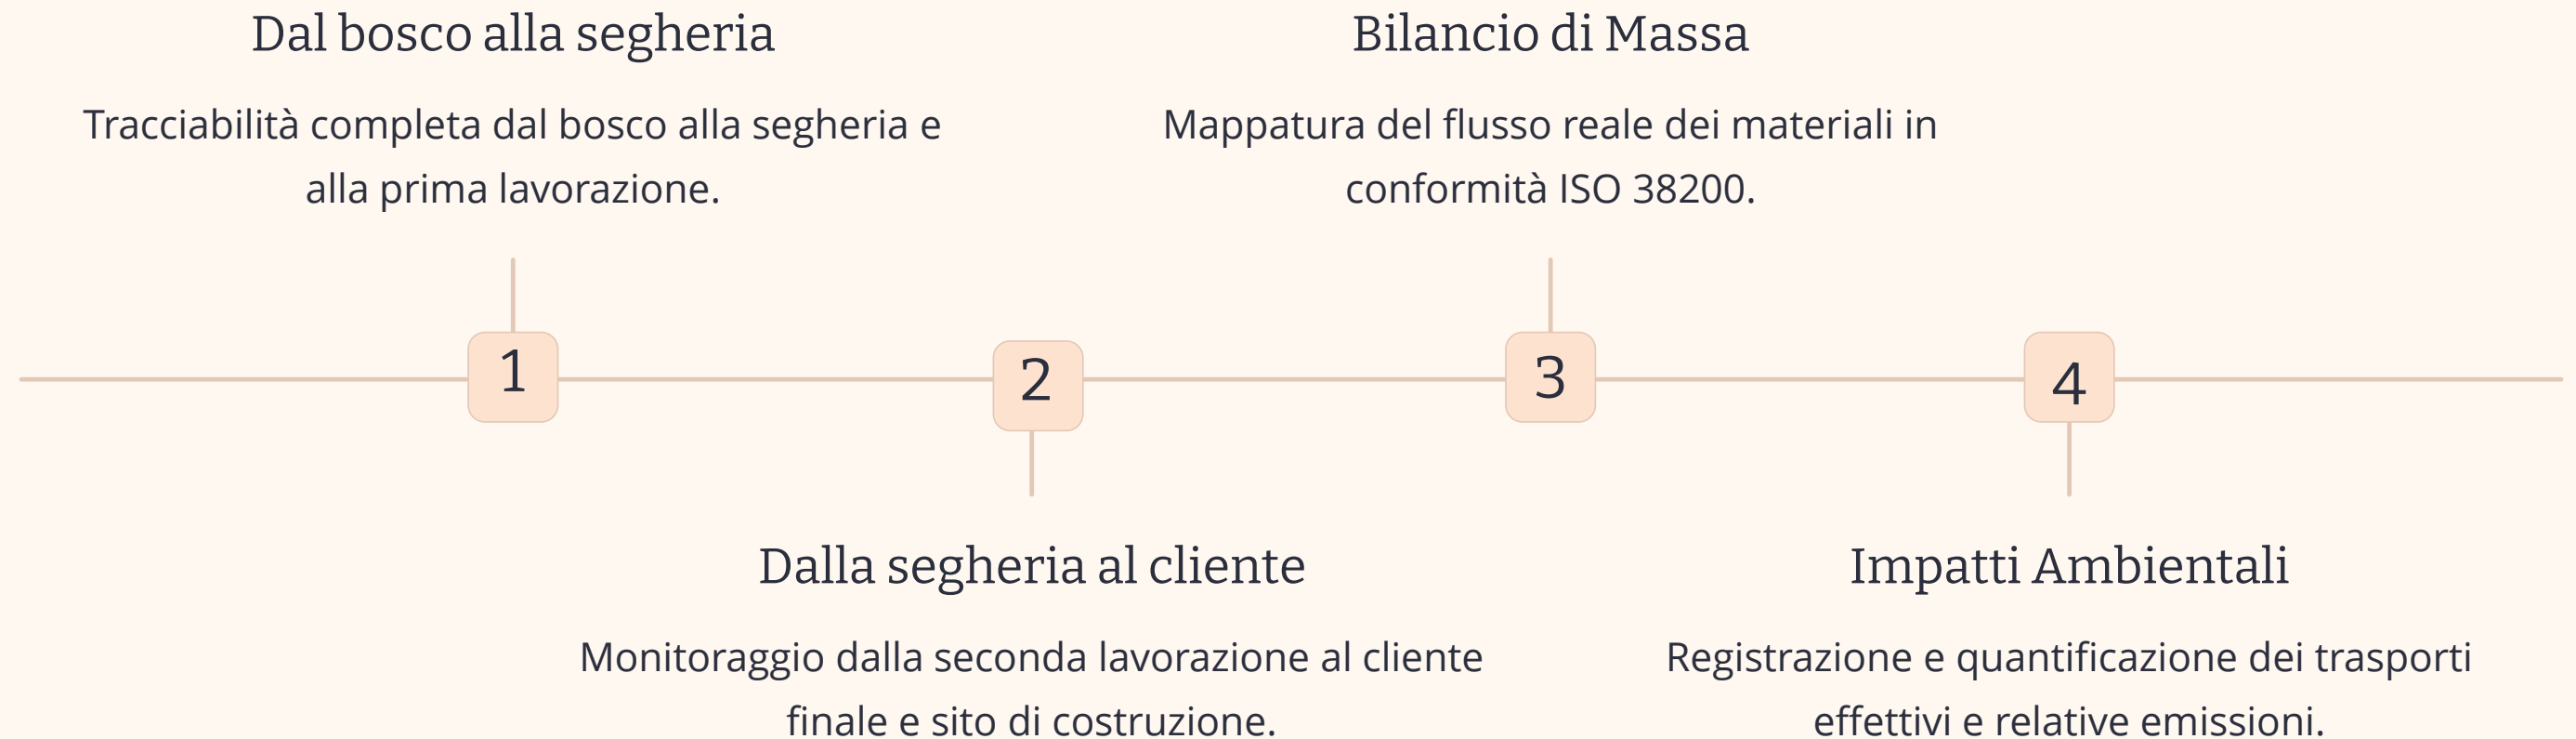 Dal bosco alla segheria
Tracciabilità completa dal bosco alla segheria e
alla prima lavorazione.
1
2
Dalla segheria al cliente
Monitoraggio dalla seconda lavorazione al cliente
finale e sito di costruzione.
Bilancio di Massa
Mappatura del flusso reale dei materiali in
conformità ISO 38200.
3
4
Impatti Ambientali
Registrazione e quantificazione dei trasporti
effettivi e relative emissioni.